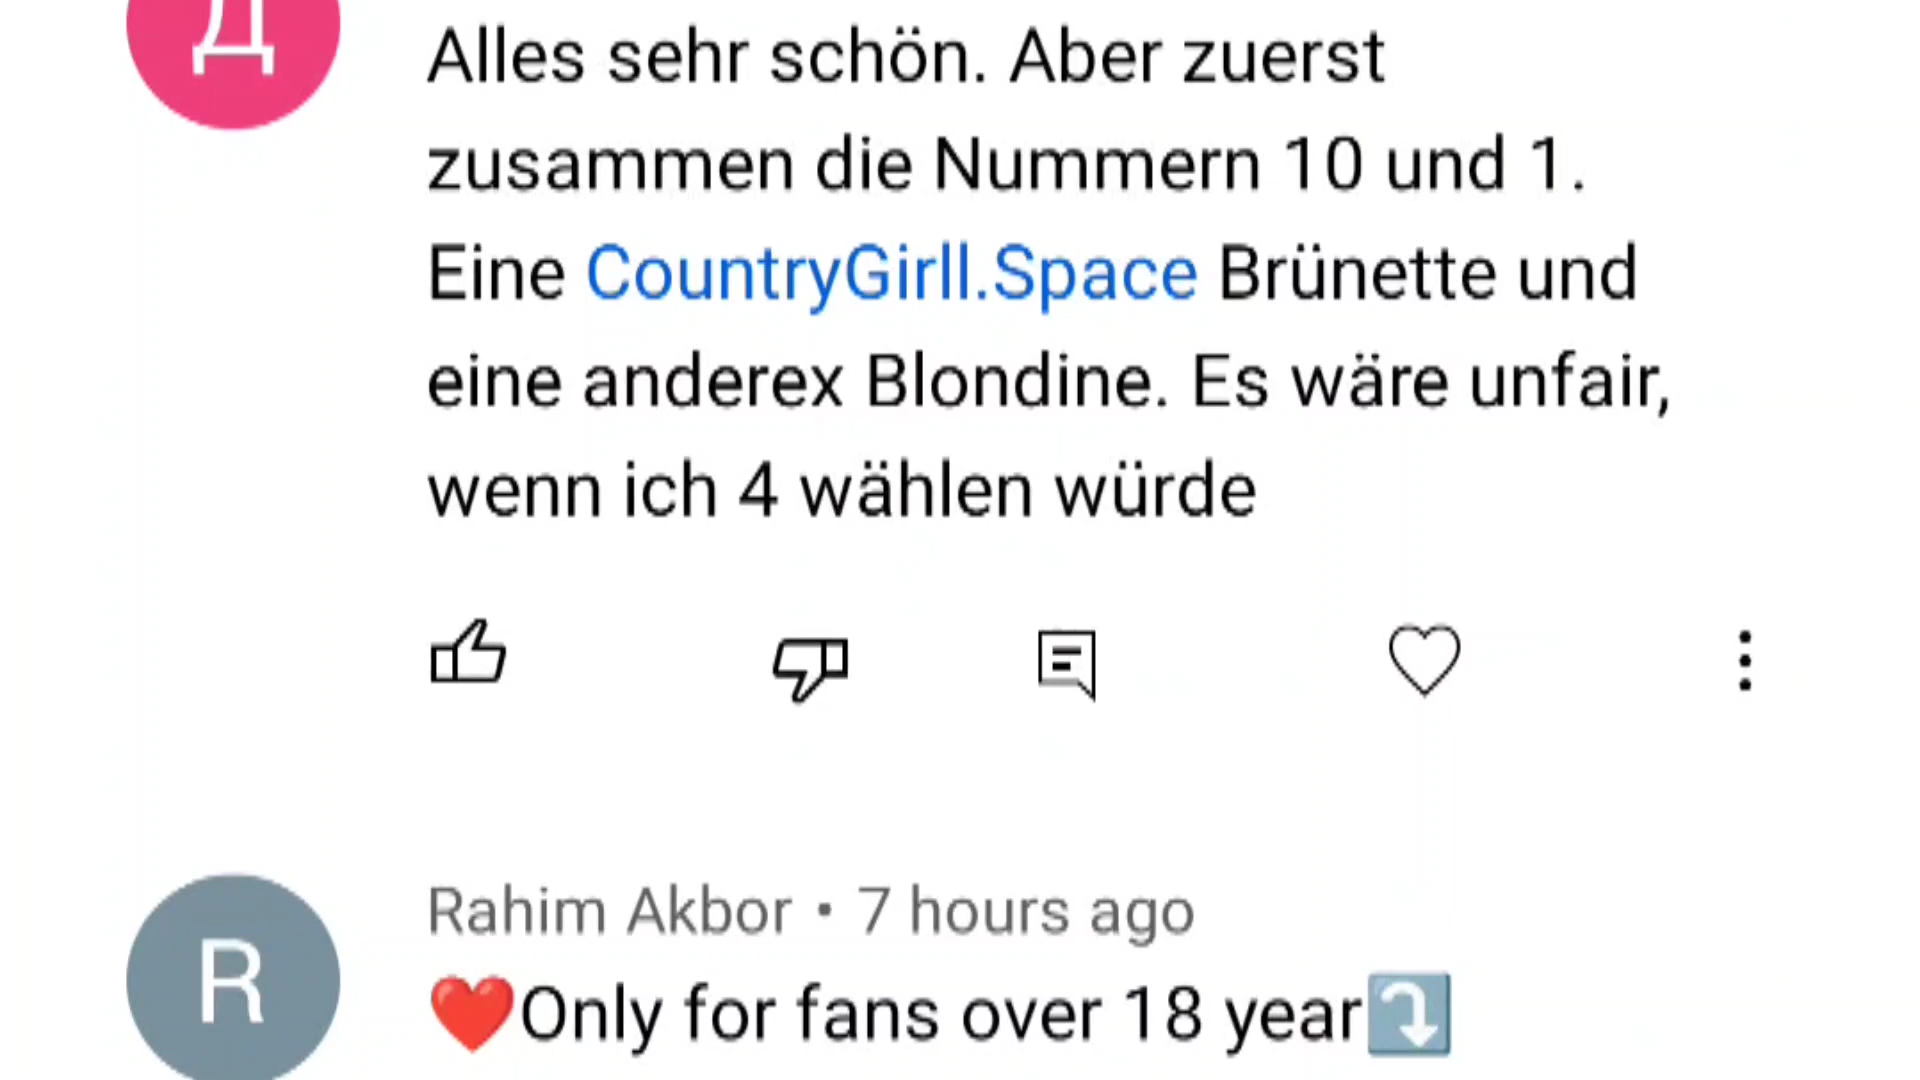 Д
Alles sehr schön. Aber zuerst
zusammen die Nummern 10 und 1.
Eine CountryGirll.Space Brünette und
eine anderex Blondine. Es wäre unfair,
wenn ich 4 wählen würde
R
Rahim Akbor • 7 hours ago
❤️Only for fans over 18 year⤵️